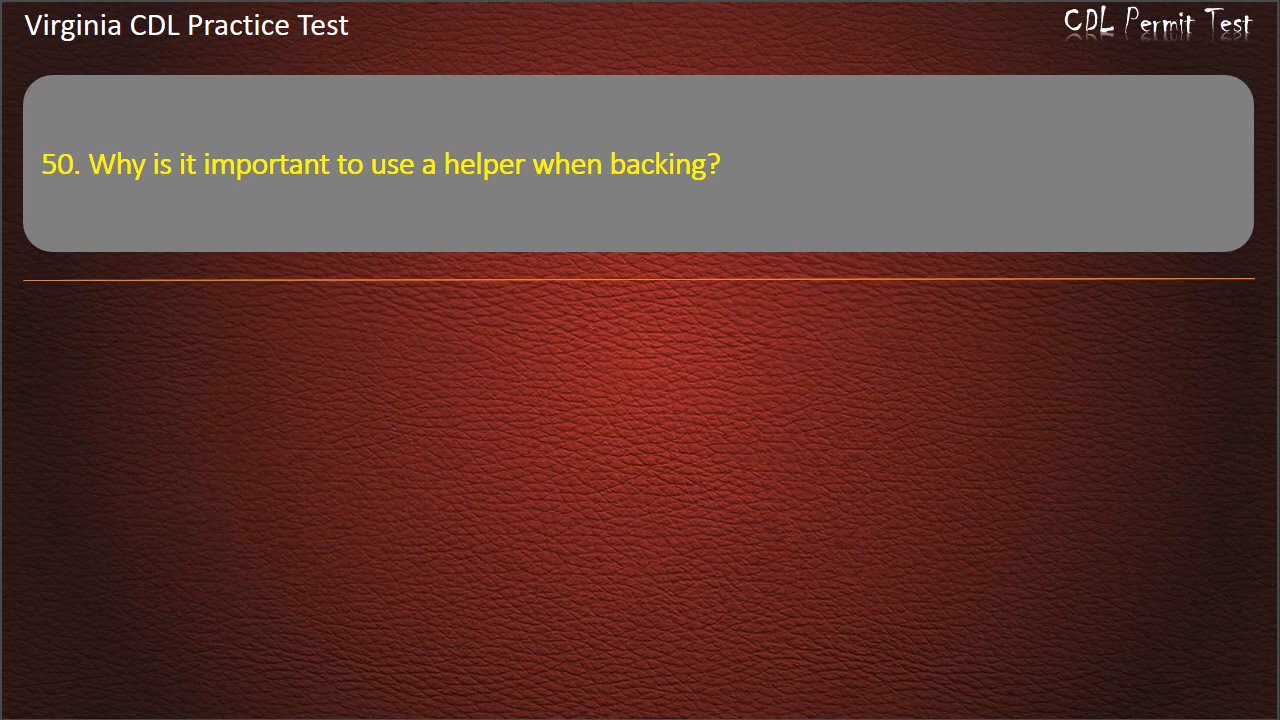 Virginia CDL Practice Test
CDL Permit Test
50. Why is it important to use a helper when backing?